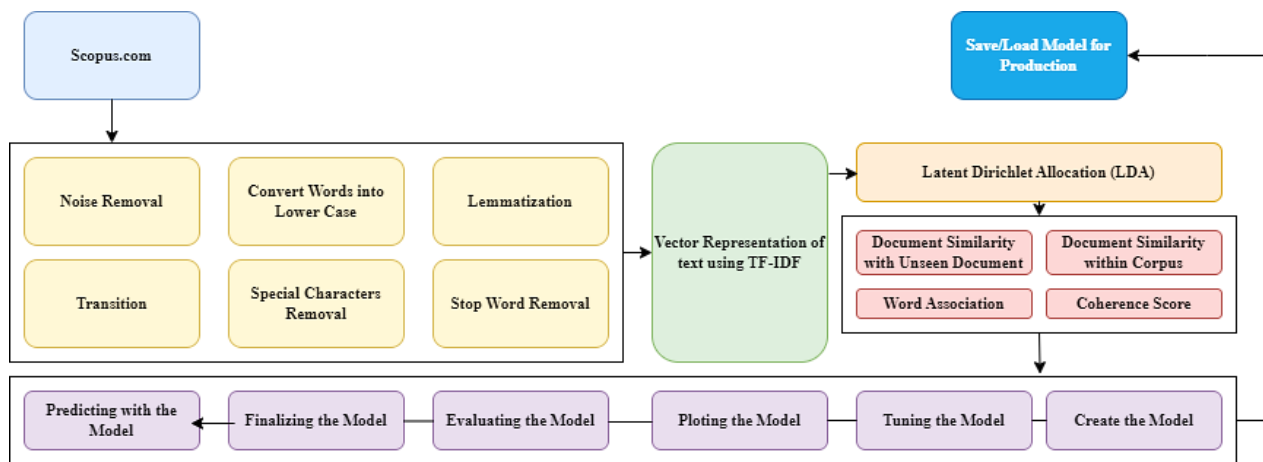 Scopus.com
Save/Load Model for
Production
Noise Removal
Convert Words into
Lower Case
Lemmatization
Transition
Special Characters
Removal
Stop Word Removal
Vector Representation of
text using TF-IDF
Latent Dirichlet Allocation (LDA)
Document Similarity
with Unseen Document
Document Similarity
within Corpus
Word Association
Coherence Score
Predicting with the
Model
Finalizing the Model
Evaluating the Model
Ploting the Model
Tuning the Model
Create the Model